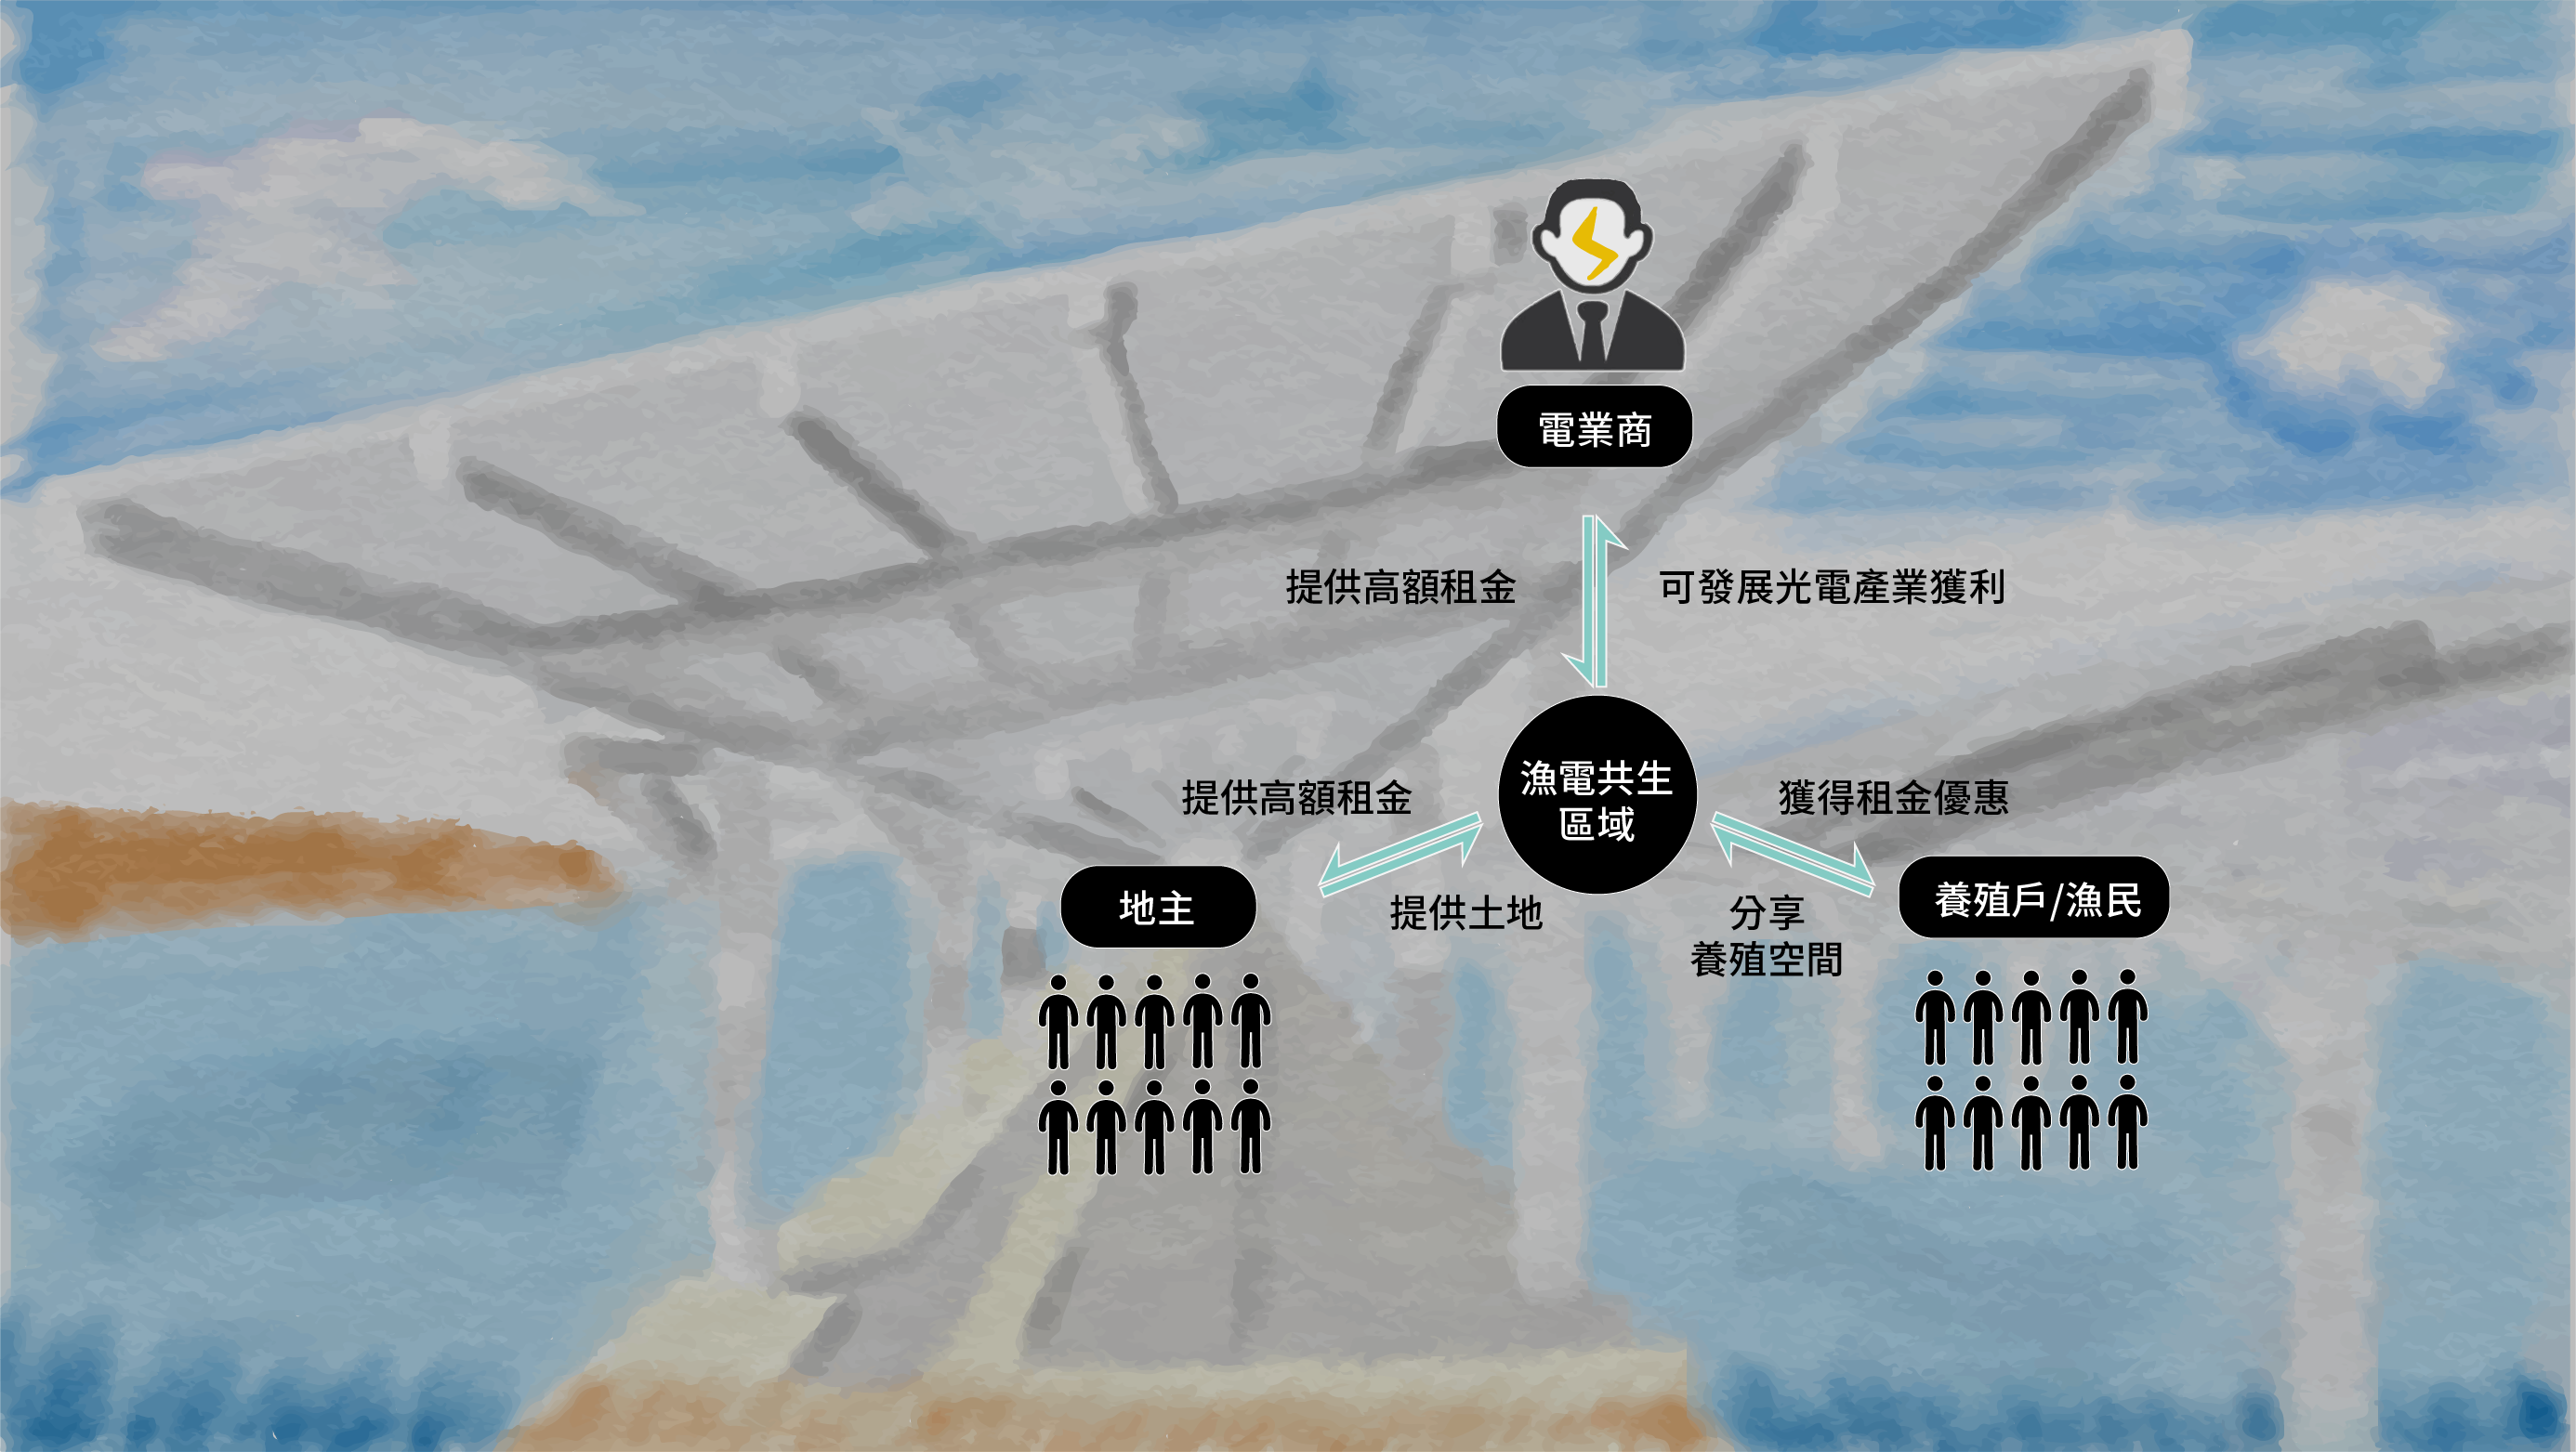 電業商
提供高額租金
可發展光電產業獲利
漁電共生
區域
提供高額租金
獲得租金優惠
地主
提供土地
分享
養殖空間
養殖戶/漁民